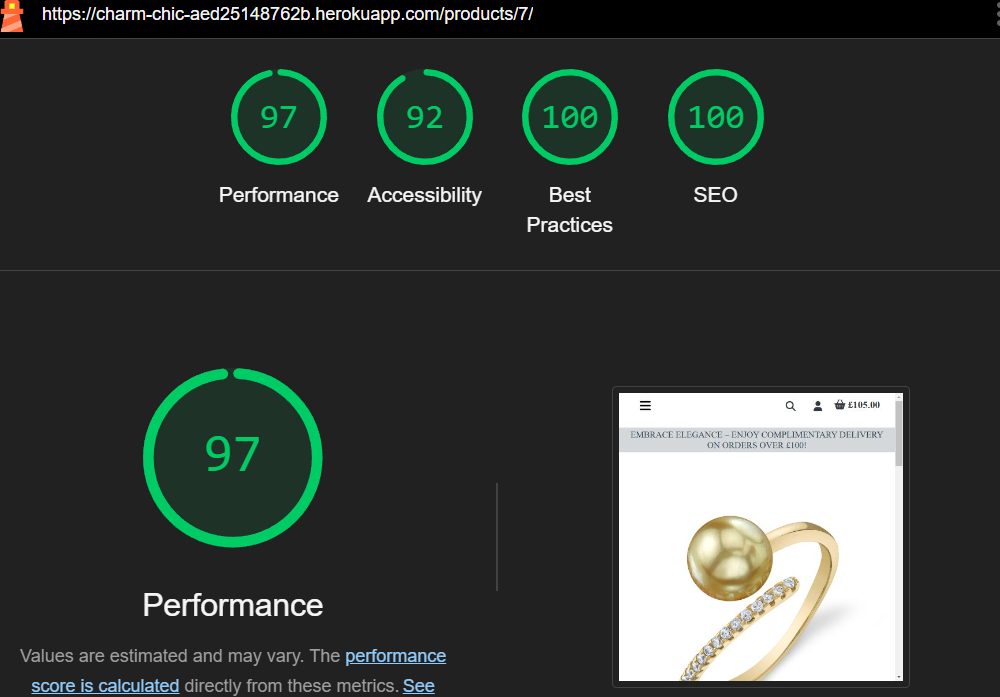 https://charm-chic-aed25148762b.herokuapp.com/products/7/
97
92
100
100
Performance
Accessibility
Best
Practices
SEO
97
Performance
Values are estimated and may vary. The performance
score is calculated directly from these metrics. See
£105.00
EMBRACE ELEGANCE – ENJOY COMPLIMENTARY DELIVERY
ON ORDERS OVER £100!